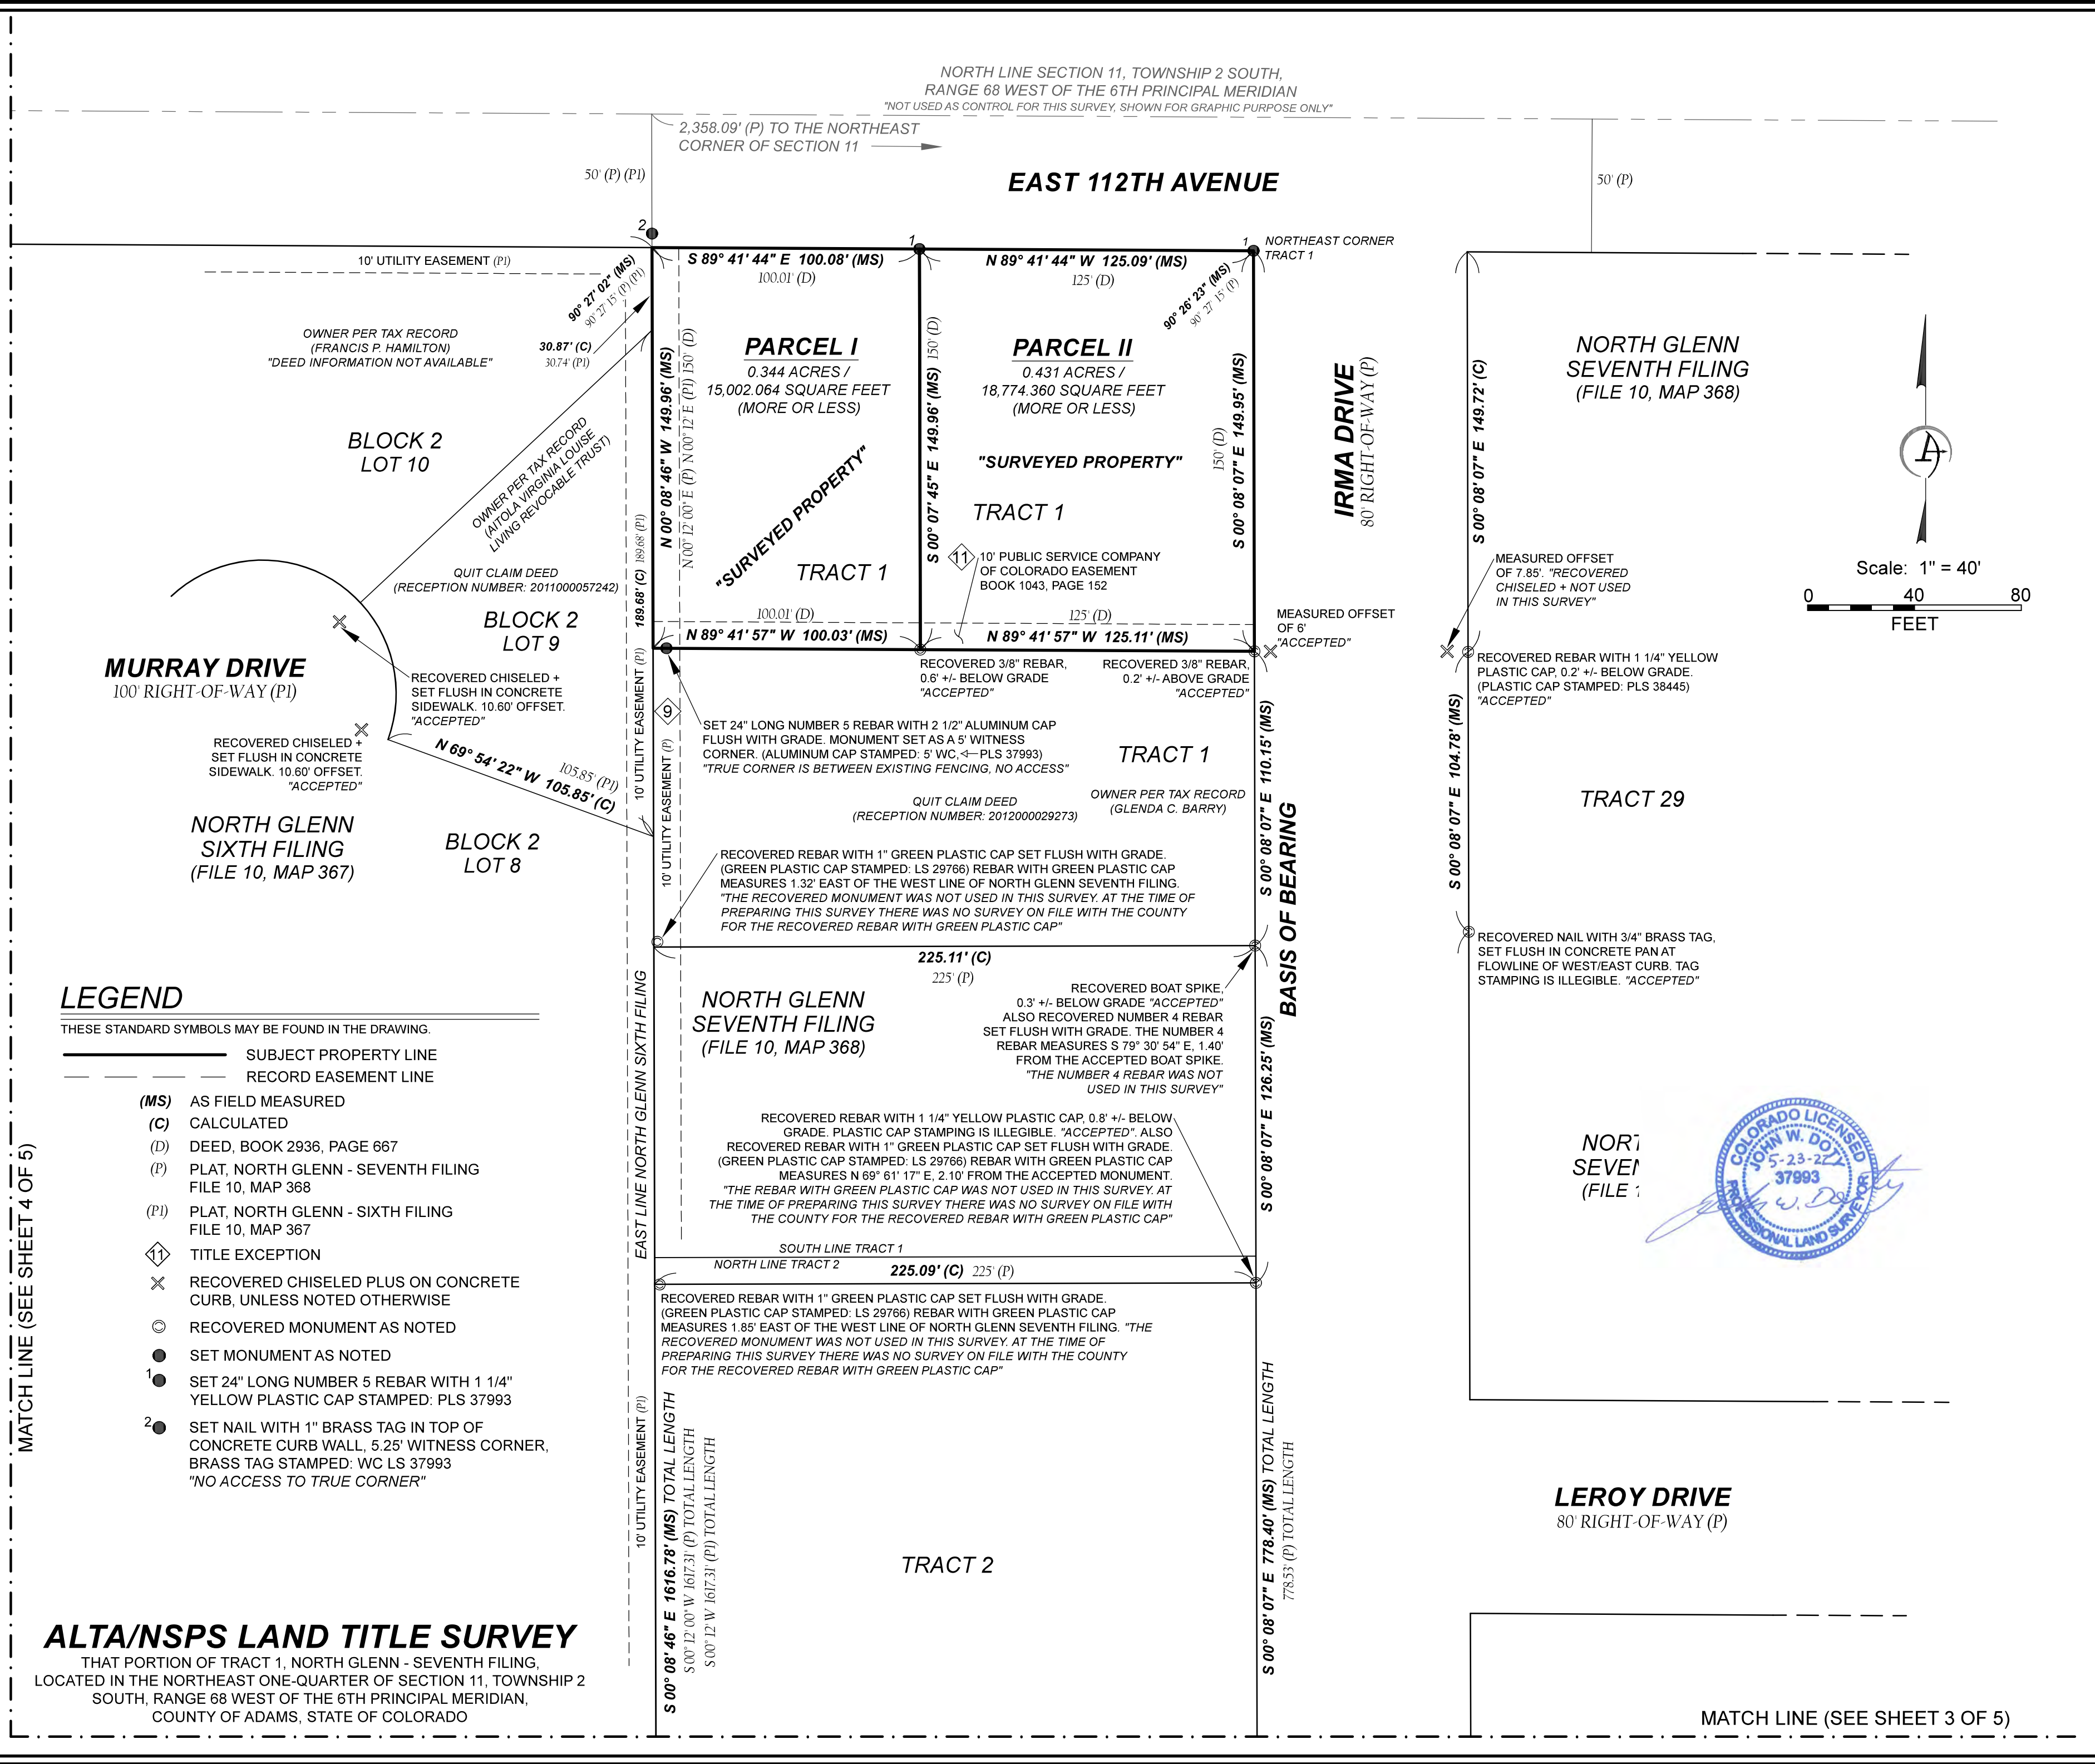 NORTH LINE SECTION 11, TOWNSHIP 2 SOUTH,
RANGE 68 WEST OF THE 6TH PRINCIPAL MERIDIAN
"NOT USED AS CONTROL FOR THIS SURVEY, SHOWN FOR GRAPHIC PURPOSE ONLY"
2,358.09' (P) TO THE NORTHEAST
CORNER OF SECTION 11
50' (P) (P1)
EAST 112TH AVENUE
50' (P)
2
1
1
NORTHEAST CORNER
TRACT 1
10' UTILITY EASEMENT (P1)
90° 27' 02" (MS)
90° 27' 15" (P) (P1)
S 89° 41' 44" E 100.08' (MS)
100.01' (D)
N 89° 41' 44" W 125.09' (MS)
125' (D)
90° 26' 23" (MS)
90° 27' 15" (P)
OWNER PER TAX RECORD
(FRANCIS P. HAMILTON)
"DEED INFORMATION NOT AVAILABLE"
30.87' (C)
30.74' (P1)
BLOCK 2
LOT 10
OWNER PER TAX RECORD
(AITOLA VIRGINIA LOUISE
LIVING REVOCABLE TRUST)
N 00° 08' 46" W 149.96' (MS)
N 00° 12' 00" E (P) N 00° 12' E (P1) 150' (D)
PARCEL I
0.344 ACRES /
15,002.064 SQUARE FEET
(MORE OR LESS)
"SURVEYED PROPERTY"
TRACT 1
S 00° 07' 45" E 149.96' (MS) 150' (D)
PARCEL II
0.431 ACRES /
18,774.360 SQUARE FEET
(MORE OR LESS)
"SURVEYED PROPERTY"
TRACT 1
11
10' PUBLIC SERVICE COMPANY
OF COLORADO EASEMENT
BOOK 1043, PAGE 152
150' (D)
S 00° 08' 07" E 149.95' (MS)
IRMA DRIVE
80' RIGHT-OF-WAY (P)
S 00° 08' 07" E 149.72' (C)
NORTH GLENN
SEVENTH FILING
(FILE 10, MAP 368)
Scale: 1" = 40'
0 40 80
FEET
MEASURED OFFSET
OF 7.85'. "RECOVERED
CHISELED + NOT USED
IN THIS SURVEY"
QUIT CLAIM DEED
(RECEPTION NUMBER: 2011000057242)
BLOCK 2
LOT 9
189.68' (C) 189.68' (P1)
100.01' (D)
N 89° 41' 57" W 100.03' (MS)
125' (D)
N 89° 41' 57" W 125.11' (MS)
MEASURED OFFSET
OF 6'
"ACCEPTED"
MURRAY DRIVE
100' RIGHT-OF-WAY (P1)
RECOVERED CHISELED +
SET FLUSH IN CONCRETE
SIDEWALK. 10.60' OFFSET.
"ACCEPTED"
RECOVERED CHISELED +
SET FLUSH IN CONCRETE
SIDEWALK. 10.60' OFFSET.
"ACCEPTED"
N 69° 54' 22" W 105.85' (C)
105.85' (P1)
10' UTILITY EASEMENT (P1)
9
10' UTILITY EASEMENT (P)
RECOVERED 3/8" REBAR,
0.6' +/- BELOW GRADE
"ACCEPTED"
RECOVERED 3/8" REBAR,
0.2' +/- ABOVE GRADE
"ACCEPTED"
RECOVERED REBAR WITH 1 1/4" YELLOW
PLASTIC CAP, 0.2' +/- BELOW GRADE.
(PLASTIC CAP STAMPED: PLS 38445)
"ACCEPTED"
SET 24" LONG NUMBER 5 REBAR WITH 2 1/2" ALUMINUM CAP
FLUSH WITH GRADE. MONUMENT SET AS A 5' WITNESS
CORNER. (ALUMINUM CAP STAMPED: 5' WC, PLS 37993)
"TRUE CORNER IS BETWEEN EXISTING FENCING, NO ACCESS"
TRACT 1
QUIT CLAIM DEED
(RECEPTION NUMBER: 2012000029273)
OWNER PER TAX RECORD
(GLENDA C. BARRY)
S 00° 08' 07" E 110.15' (MS)
BASIS OF BEARING
S 00° 08' 07" E 104.78' (MS)
TRACT 29
NORTH GLENN
SIXTH FILING
(FILE 10, MAP 367)
BLOCK 2
LOT 8
RECOVERED REBAR WITH 1" GREEN PLASTIC CAP SET FLUSH WITH GRADE.
(GREEN PLASTIC CAP STAMPED: LS 29766) REBAR WITH GREEN PLASTIC CAP
MEASURES 1.32' EAST OF THE WEST LINE OF NORTH GLENN SEVENTH FILING.
"THE RECOVERED MONUMENT WAS NOT USED IN THIS SURVEY. AT THE TIME OF
PREPARING THIS SURVEY THERE WAS NO SURVEY ON FILE WITH THE COUNTY
FOR THE RECOVERED REBAR WITH GREEN PLASTIC CAP"
RECOVERED NAIL WITH 3/4" BRASS TAG,
SET FLUSH IN CONCRETE PAN AT
FLOWLINE OF WEST/EAST CURB. TAG
STAMPING IS ILLEGIBLE. "ACCEPTED"
225.11' (C)
225' (P)
NORTH GLENN
SEVENTH FILING
(FILE 10, MAP 368)
RECOVERED BOAT SPIKE,
0.3' +/- BELOW GRADE "ACCEPTED"
ALSO RECOVERED NUMBER 4 REBAR
SET FLUSH WITH GRADE. THE NUMBER 4
REBAR MEASURES S 79° 30' 54" E, 1.40'
FROM THE ACCEPTED BOAT SPIKE.
"THE NUMBER 4 REBAR WAS NOT
USED IN THIS SURVEY"
EAST LINE NORTH GLENN SIXTH FILING
S 00° 08' 07" E 126.25' (MS)
RECOVERED REBAR WITH 1 1/4" YELLOW PLASTIC CAP, 0.8' +/- BELOW
GRADE. PLASTIC CAP STAMPING IS ILLEGIBLE. "ACCEPTED". ALSO
RECOVERED REBAR WITH 1" GREEN PLASTIC CAP SET FLUSH WITH GRADE.
(GREEN PLASTIC CAP STAMPED: LS 29766) REBAR WITH GREEN PLASTIC CAP
MEASURES N 69° 61' 17" E, 2.10' FROM THE ACCEPTED MONUMENT.
"THE REBAR WITH GREEN PLASTIC CAP WAS NOT USED IN THIS SURVEY. AT
THE TIME OF PREPARING THIS SURVEY THERE WAS NO SURVEY ON FILE WITH
THE COUNTY FOR THE RECOVERED REBAR WITH GREEN PLASTIC CAP"
SOUTH LINE TRACT 1
NORTH LINE TRACT 2
225.09' (C) 225' (P)
RECOVERED REBAR WITH 1" GREEN PLASTIC CAP SET FLUSH WITH GRADE.
(GREEN PLASTIC CAP STAMPED: LS 29766) REBAR WITH GREEN PLASTIC CAP
MEASURES 1.85' EAST OF THE WEST LINE OF NORTH GLENN SEVENTH FILING. "THE
RECOVERED MONUMENT WAS NOT USED IN THIS SURVEY. AT THE TIME OF
PREPARING THIS SURVEY THERE WAS NO SURVEY ON FILE WITH THE COUNTY
FOR THE RECOVERED REBAR WITH GREEN PLASTIC CAP"
10' UTILITY EASEMENT (P1)
S 00° 08' 46" E 1616.78' (MS) TOTAL LENGTH
S 00° 12' 00" W 1617.31' (P) TOTAL LENGTH
S 00° 12' W 1617.31' (P1) TOTAL LENGTH
TRACT 2
S 00° 08' 07" E 778.40' (MS) TOTAL LENGTH
778.53' (P) TOTAL LENGTH
NORT
SEVEN
(FILE 1
COLORADO LICENSED
JOHN W. DOTY
5-23-22
37993
PROFESSIONAL LAND SURVEYOR
LEROY DRIVE
80' RIGHT-OF-WAY (P)
LEGEND
THESE STANDARD SYMBOLS MAY BE FOUND IN THE DRAWING.
SUBJECT PROPERTY LINE
RECORD EASEMENT LINE
(MS) AS FIELD MEASURED
(C) CALCULATED
(D) DEED, BOOK 2936, PAGE 667
(P) PLAT, NORTH GLENN - SEVENTH FILING
FILE 10, MAP 368
(P1) PLAT, NORTH GLENN - SIXTH FILING
FILE 10, MAP 367
11 TITLE EXCEPTION
RECOVERED CHISELED PLUS ON CONCRETE
CURB, UNLESS NOTED OTHERWISE
RECOVERED MONUMENT AS NOTED
SET MONUMENT AS NOTED
1 SET 24" LONG NUMBER 5 REBAR WITH 1 1/4"
YELLOW PLASTIC CAP STAMPED: PLS 37993
2 SET NAIL WITH 1" BRASS TAG IN TOP OF
CONCRETE CURB WALL, 5.25' WITNESS CORNER,
BRASS TAG STAMPED: WC LS 37993
"NO ACCESS TO TRUE CORNER"
MATCH LINE (SEE SHEET 4 OF 5)
ALTA/NSPS LAND TITLE SURVEY
THAT PORTION OF TRACT 1, NORTH GLENN - SEVENTH FILING,
LOCATED IN THE NORTHEAST ONE-QUARTER OF SECTION 11, TOWNSHIP 2
SOUTH, RANGE 68 WEST OF THE 6TH PRINCIPAL MERIDIAN,
COUNTY OF ADAMS, STATE OF COLORADO
MATCH LINE (SEE SHEET 3 OF 5)